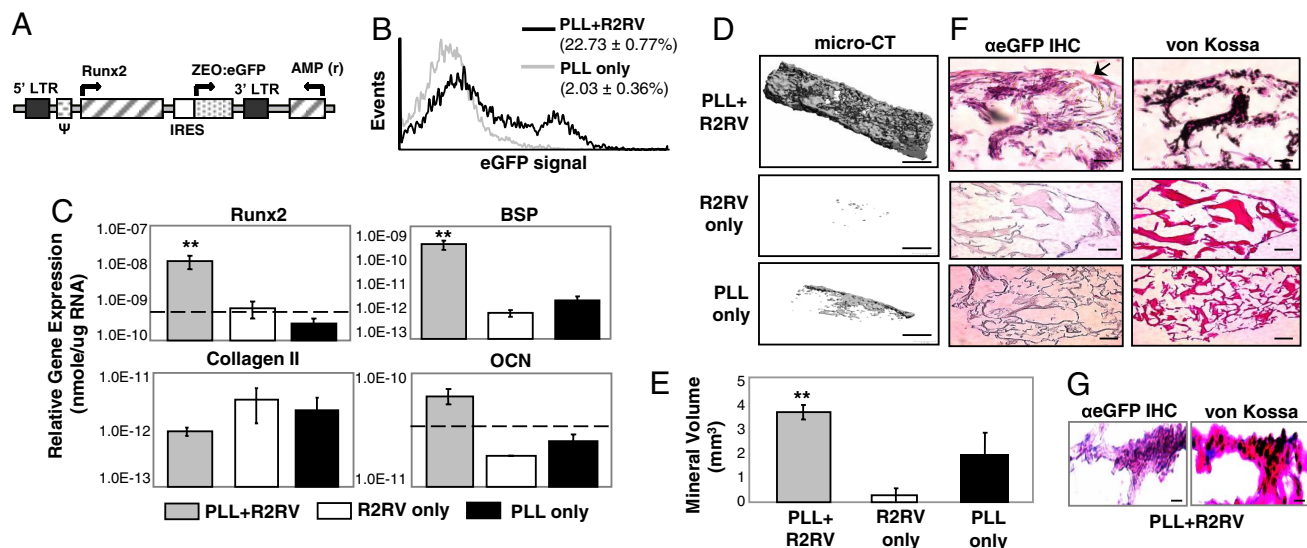 A
Runx2
ZEO:eGFP
AMP (r)
5' LTR
3' LTR
Ψ
IRES
B
PLL+R2RV
(22.73 ± 0.77%)
PLL only
(2.03 ± 0.36%)
Events
eGFP signal
C
Relative Gene Expression
(nmole/ug RNA)
Runx2
1.0E-07
1.0E-08
1.0E-09
1.0E-10
**
BSP
1.0E-09
1.0E-10
1.0E-11
1.0E-12
1.0E-13
**
Collagen II
1.0E-11
1.0E-12
1.0E-13
OCN
1.0E-10
1.0E-11
PLL+R2RV
R2RV only
PLL only
D
micro-CT
PLL+
R2RV
R2RV
only
PLL
only
E
Mineral Volume
(mm³)
5
4
3
2
1
0
**
PLL+
R2RV
R2RV
only
PLL
only
F
αeGFP IHC
von Kossa
G
αeGFP IHC
von Kossa
PLL+R2RV